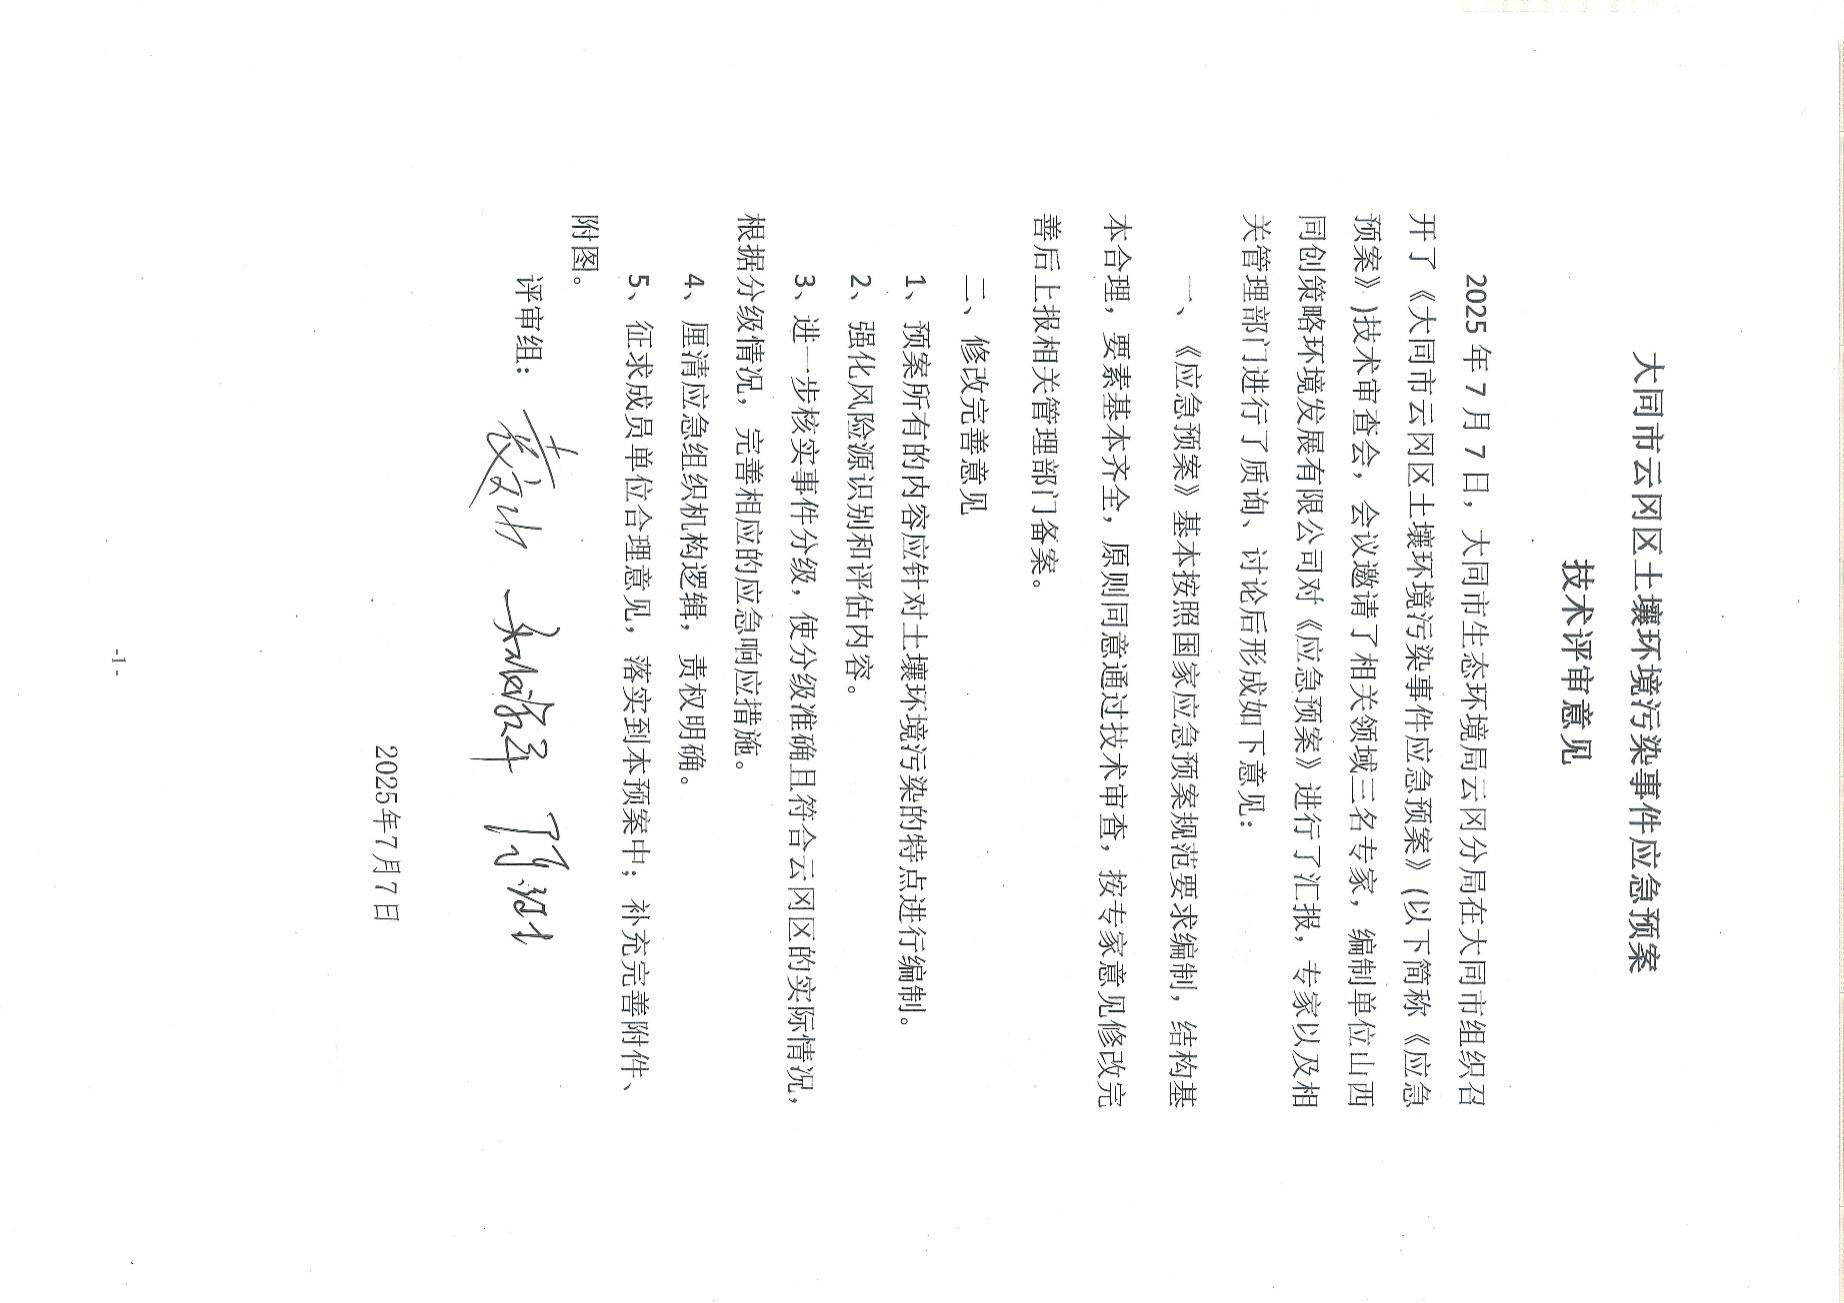 大同市云冈区土壤环境污染事件应急预案
技术评审意见
2025 年 7 月 7 日，大同市生态环境局云冈分局在大同市组织召
开了《大同市云冈区土壤环境污染事件应急预案》(以下简称《应急
预案》)技术审查会，会议邀请了相关领域三名专家，编制单位山西
同创策略环境发展有限公司对《应急预案》进行了汇报，专家以及相
关管理部门进行了质询、讨论后形成如下意见：
一、《应急预案》基本按照国家应急预案规范要求编制，结构基
本合理，要素基本齐全，原则同意通过技术审查，按专家意见修改完
善后上报相关管理部门备案。
二、修改完善意见
1、预案所有的内容应针对土壤环境污染的特点进行编制。
2、强化风险源识别和评估内容。
3、进一步核实事件分级，使分级准确且符合云冈区的实际情况，
根据分级情况，完善相应的应急响应措施。
4、厘清应急组织机构逻辑，责权明确。
5、征求成员单位合理意见，落实到本预案中；补充完善附件、
附图。
评审组：
2025年7月7日
-1-